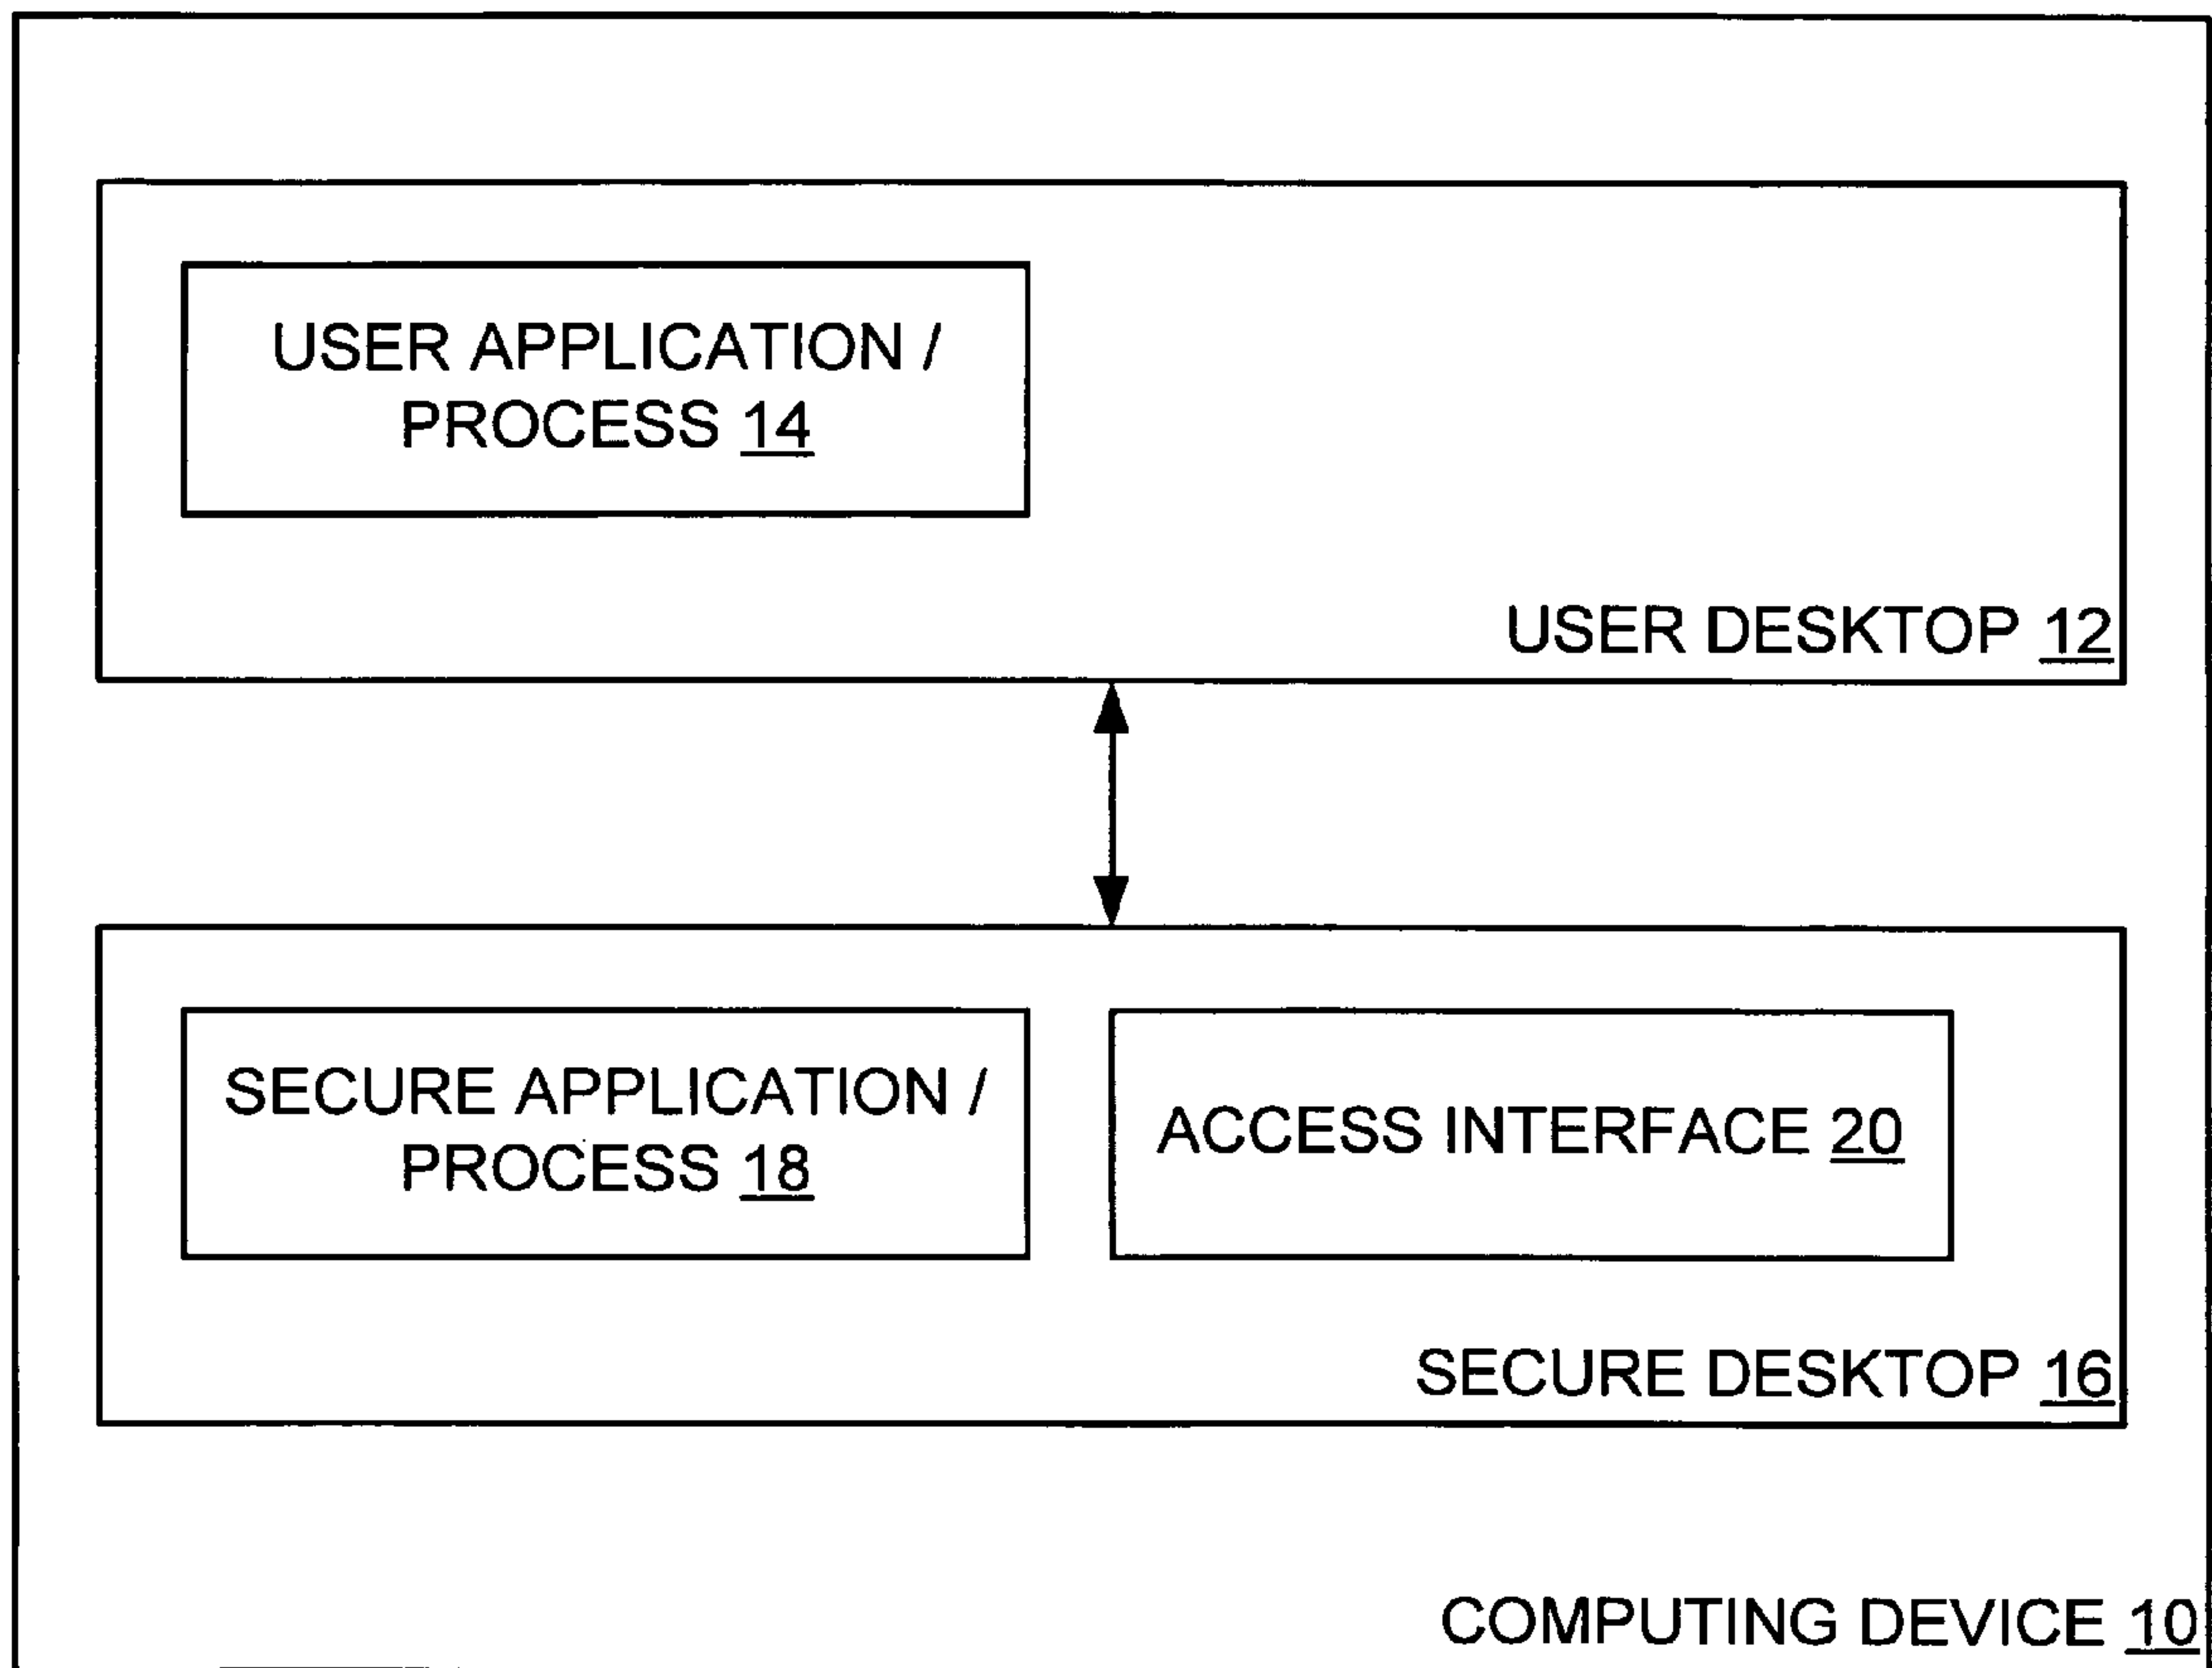 USER APPLICATION /
PROCESS 14
USER DESKTOP 12
SECURE APPLICATION /
PROCESS 18
ACCESS INTERFACE 20
SECURE DESKTOP 16
COMPUTING DEVICE 10